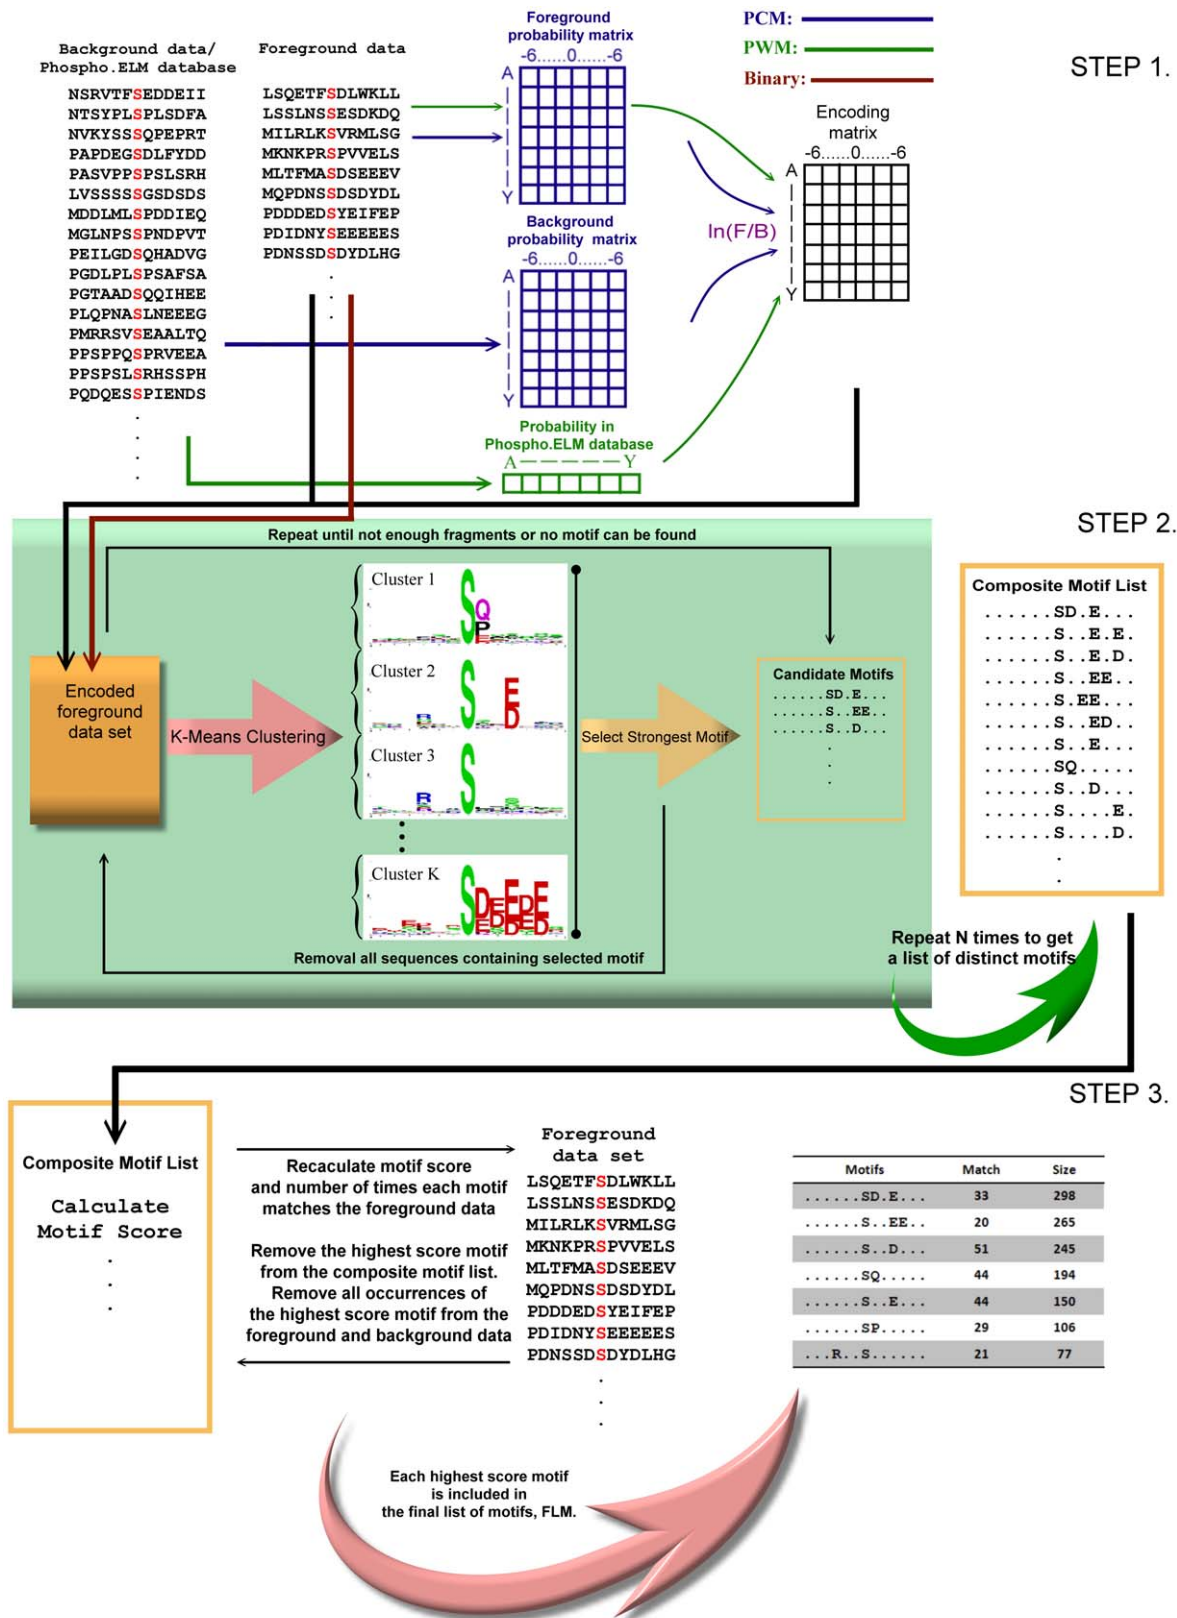 PCM:
PWM:
Binary:
STEP 1.
Background data/
Phospho.ELM database
NSRVTFSEDDEII
NTSYPLSPLSDFA
NVKYSSSQPEPRT
PAPDEGSDLFYDD
PASVPPSPSLSRH
LVSSSSSGSDSDS
MDDLMLSPDDIEQ
MGLNPSSPNDPVT
PEILGDSQHADVG
PGDLPLSPSAFSA
PGTAADSQQIHEE
PLQPNASLNEEEG
PMRRSVSEAALTQ
PPSPPQSPRVEEA
PPSPSLSRHSSPH
PQDQESSPIENDS
.
.
.
.
Foreground data
LSQETFSDLWKLL
LSSLNSSESDKDQ
MILRLKSVRMLSG
MKNKPRSPVVELS
MLTFMASDSEEEV
MQPDNSSDSDYDL
PDDDEDSYEIFEP
PDIDNYSEEEEES
PDNSSDSDYDLHG
.
.
.
Foreground
probability matrix
-6......0......-6
A
Y
Background
probability matrix
-6......0......-6
A
Y
Probability in
Phospho.ELM database
A — — — — — — Y
ln(F/B)
Encoding
matrix
-6......0......-6
A
Y
STEP 2.
Repeat until not enough fragments or no motif can be found
Encoded
foreground
data set
K-Means Clustering
Cluster 1
S Q
P
E
Cluster 2
R S E
D
Cluster 3
R S
Cluster K
S D E E D E
Select Strongest Motif
Candidate Motifs
......SD.E...
......S..EE..
......S..D...
.
.
.
Removal all sequences containing selected motif
Composite Motif List
......SD.E...
......S..E.E.
......S..E.D.
......S..EE..
......S.EE...
......S..ED..
......S..E...
......SQ.....
......S..D...
......S....E.
......S....D.
.
.
Repeat N times to get
a list of distinct motifs
STEP 3.
Composite Motif List
Calculate
Motif Score
.
.
.
Recaculate motif score
and number of times each motif
matches the foreground data
Remove the highest score motif
from the composite motif list.
Remove all occurrences of
the highest score motif from the
foreground and background data
Foreground
data set
LSQETFSDLWKLL
LSSLNSSESDKDQ
MILRLKSVRMLSG
MKNKPRSPVVELS
MLTFMASDSEEEV
MQPDNSSDSDYDL
PDDDEDSYEIFEP
PDIDNYSEEEEES
PDNSSDSDYDLHG
.
.
.
Motifs Match Size
......SD.E... 33 298
......S..EE.. 20 265
......S..D... 51 245
......SQ..... 44 194
......S..E... 44 150
......SP..... 29 106
...R..S...... 21 77
Each highest score motif
is included in
the final list of motifs, FLM.